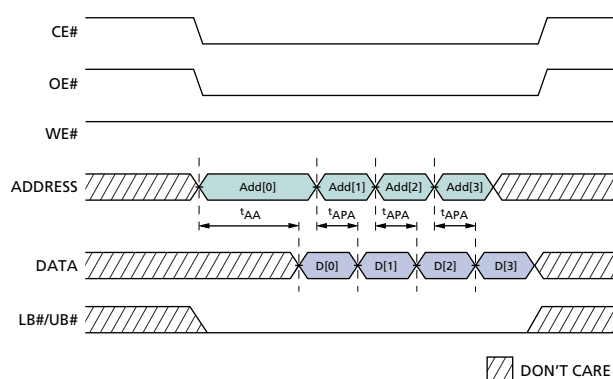 CE#
OE#
WE#
ADDRESS Add[0] Add[1] Add[2] Add[3]
tAA tAPA tAPA tAPA
DATA D[0] D[1] D[2] D[3]
LB#/UB#
DON'T CARE